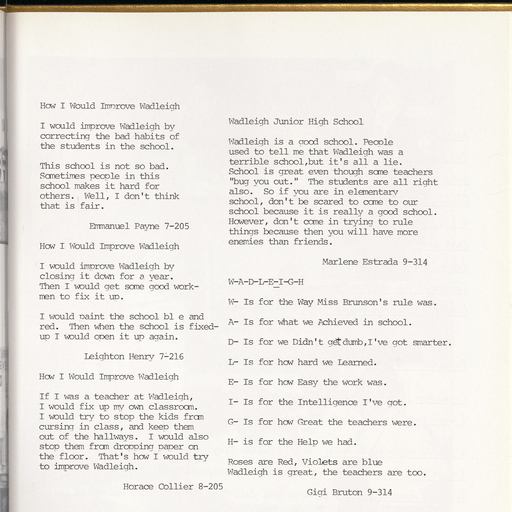 How I Would Improve Wadleigh
I would improve Wadleigh by
correcting the bad habits of
the students in the school.
This school is not so bad.
Sometimes people in this
school makes it hard for
others. Well, I don't think
that is fair.
Emmanuel Payne 7-205
How I Would Improve Wadleigh
I would improve Wadleigh by
closing it down for a year.
Then I would get some good work-
men to fix it up.
I would paint the school bl e and
red. Then when the school is fixed-
up I would open it up again.
Leighton Henry 7-216
How I Would Improve Wadleigh
If I was a teacher at Wadleigh,
I would fix up my own classroom.
I would try to stop the kids from
cursing in class, and keep them
out of the hallways. I would also
stop them from dropping paper on
the floor. That's how I would try
to improve Wadleigh.
Horace Collier 8-205
Wadleigh Junior High School
Wadleigh is a good school. People
used to tell me that Wadleigh was a
terrible school,but it's all a lie.
School is great even though some teachers
"bug you out." The students are all right
also. So if you are in elementary
school, don't be scared to come to our
school because it is really a good school.
However, don't come in trying to rule
things because then you will have more
enemies than friends.
Marlene Estrada 9-314
W-A-D-L-E-I-G-H
W- Is for the Way Miss Brunson's rule was.
A- Is for what we Achieved in school.
D- Is for we Didn't get dumb,I've got smarter.
L- Is for how hard we Learned.
E- Is for how Easy the work was.
I- Is for the Intelligence I've got.
G- Is for how Great the teachers were.
H- is for the Help we had.
Roses are Red, Violets are blue
Wadleigh is great, the teachers are too.
Gigi Bruton 9-314